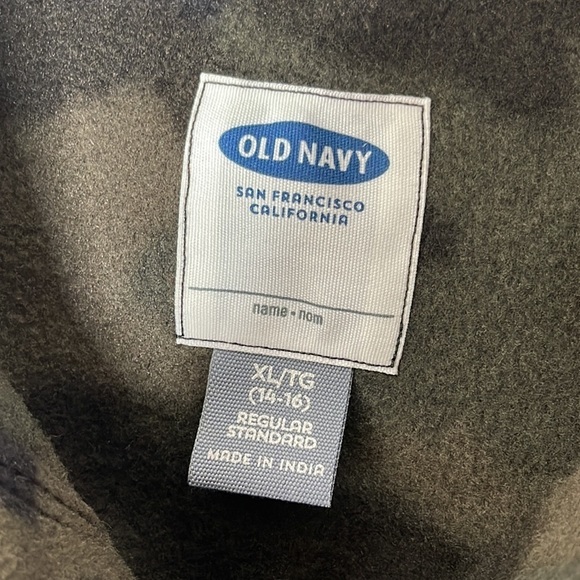 OLD NAVY
SAN FRANCISCO
CALIFORNIA
name • nom
XL/TG
(14-16)
REGULAR
STANDARD
MADE IN INDIA